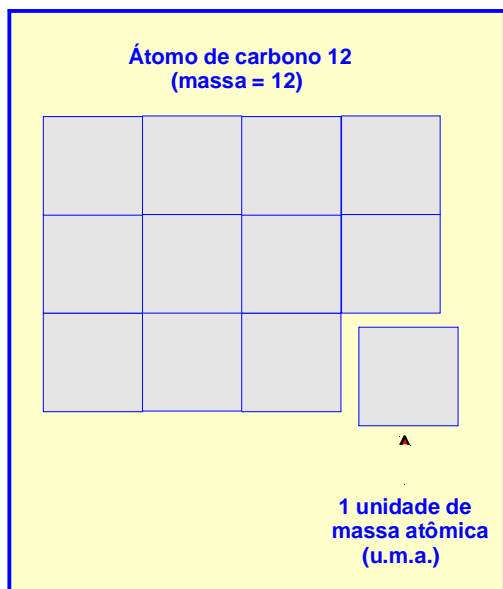 Átomo de carbono 12
(massa = 12)
1 unidade de
massa atômica
(u.m.a.)